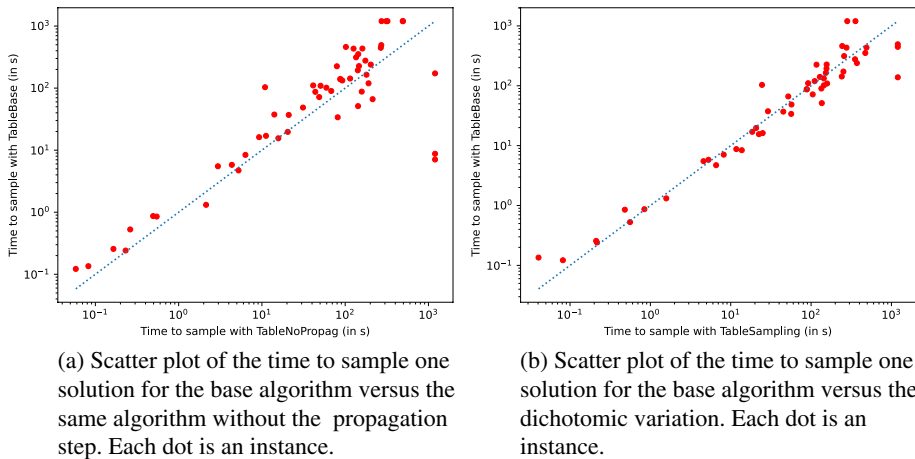 10³
10²
10¹
10⁰
10⁻¹
Time to sample with TableBase (in s)
10⁻¹ 10⁰ 10¹ 10² 10³
Time to sample with TableNoPropag (in s)
(a) Scatter plot of the time to sample one
solution for the base algorithm versus the
same algorithm without the propagation
step. Each dot is an instance.
10³
10²
10¹
10⁰
10⁻¹
Time to sample with TableBase (in s)
10⁻¹ 10⁰ 10¹ 10² 10³
Time to sample with TableSampling (in s)
(b) Scatter plot of the time to sample one
solution for the base algorithm versus the
dichotomic variation. Each dot is an
instance.